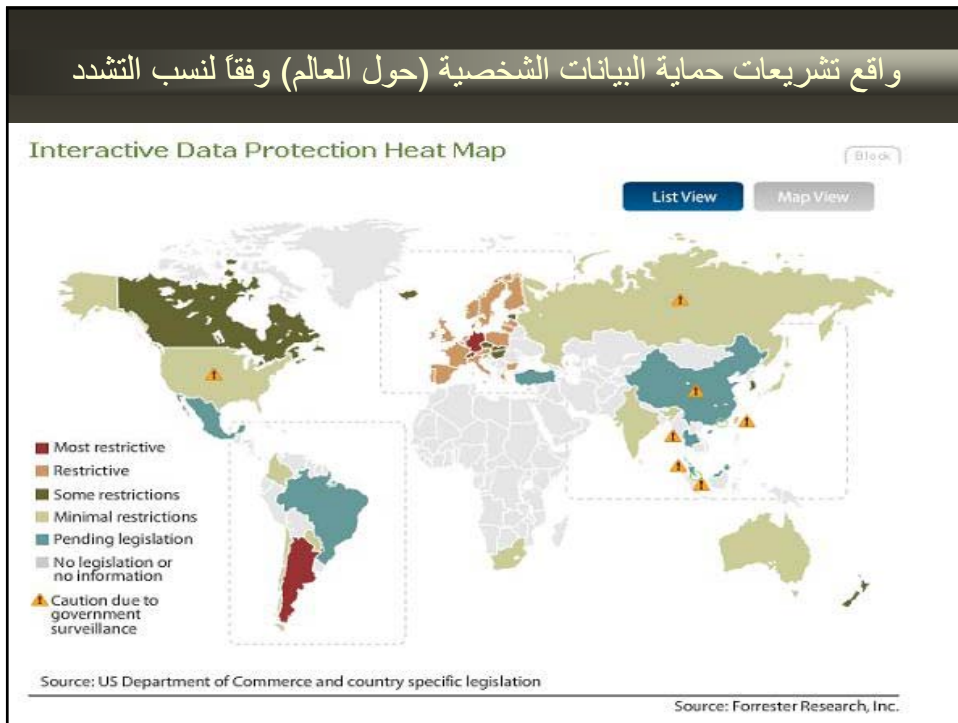 واقع تشريعات حماية البيانات الشخصية (حول العالم) وفقاً لنسب التشدد
Interactive Data Protection Heat Map
Block
List View
Map View
Most restrictive
Restrictive
Some restrictions
Minimal restrictions
Pending legislation
No legislation or
no information
Caution due to
government
surveillance
Source: US Department of Commerce and country specific legislation
Source: Forrester Research, Inc.